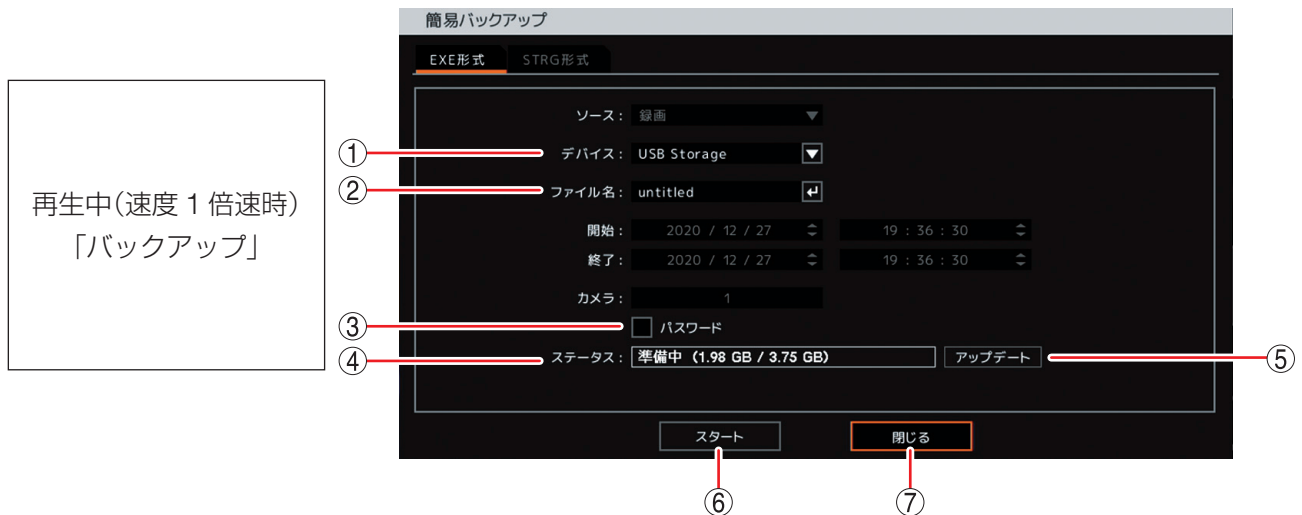 簡易バックアップ
EXE形式 STRG形式
ソース : 録画
① デバイス : USB Storage
② ファイル名 : untitled
再生中(速度 1 倍速時)
「バックアップ」
開始 : 2020 / 12 / 27 19 : 36 : 30
終了 : 2020 / 12 / 27 19 : 36 : 30
カメラ : 1
③ パスワード
④ ステータス : 準備中 (1.98 GB / 3.75 GB) アップデート ⑤
スタート 閉じる
⑥ ⑦